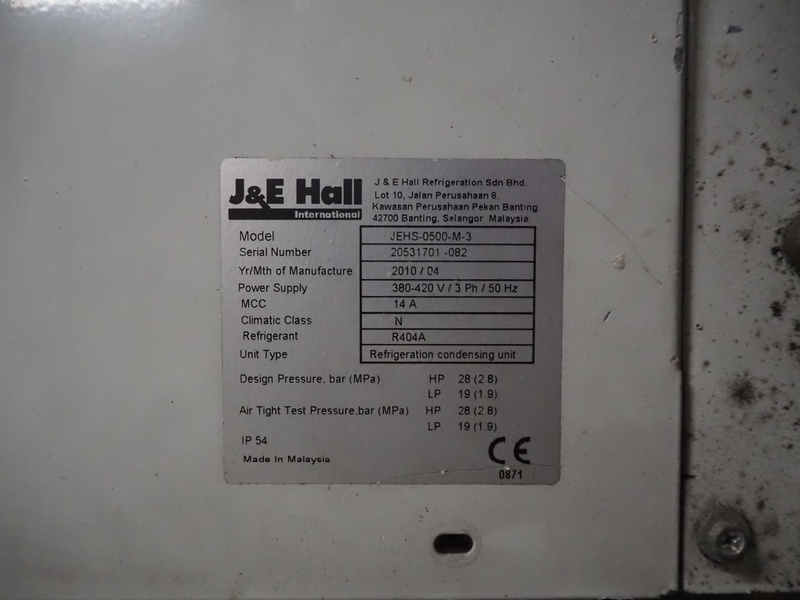 J&E Hall
International
J & E Hall Refrigeration Sdn Bhd.
Lot 10, Jalan Perusahaan 8,
Kawasan Perusahaan Pekan Banting
42700 Banting, Selangor Malaysia.
Model JEHS-0500-M-3
Serial Number 20531701 -082
Yr/Mth of Manufacture 2010 / 04
Power Supply 380-420 V / 3 Ph / 50 Hz
MCC 14 A
Climatic Class N
Refrigerant R404A
Unit Type Refrigeration condensing unit
Design Pressure, bar (MPa) HP 28 (2.8)
LP 19 (1.9)
Air Tight Test Pressure,bar (MPa) HP 28 (2.8)
LP 19 (1.9)
IP 54
Made In Malaysia
CE
0871